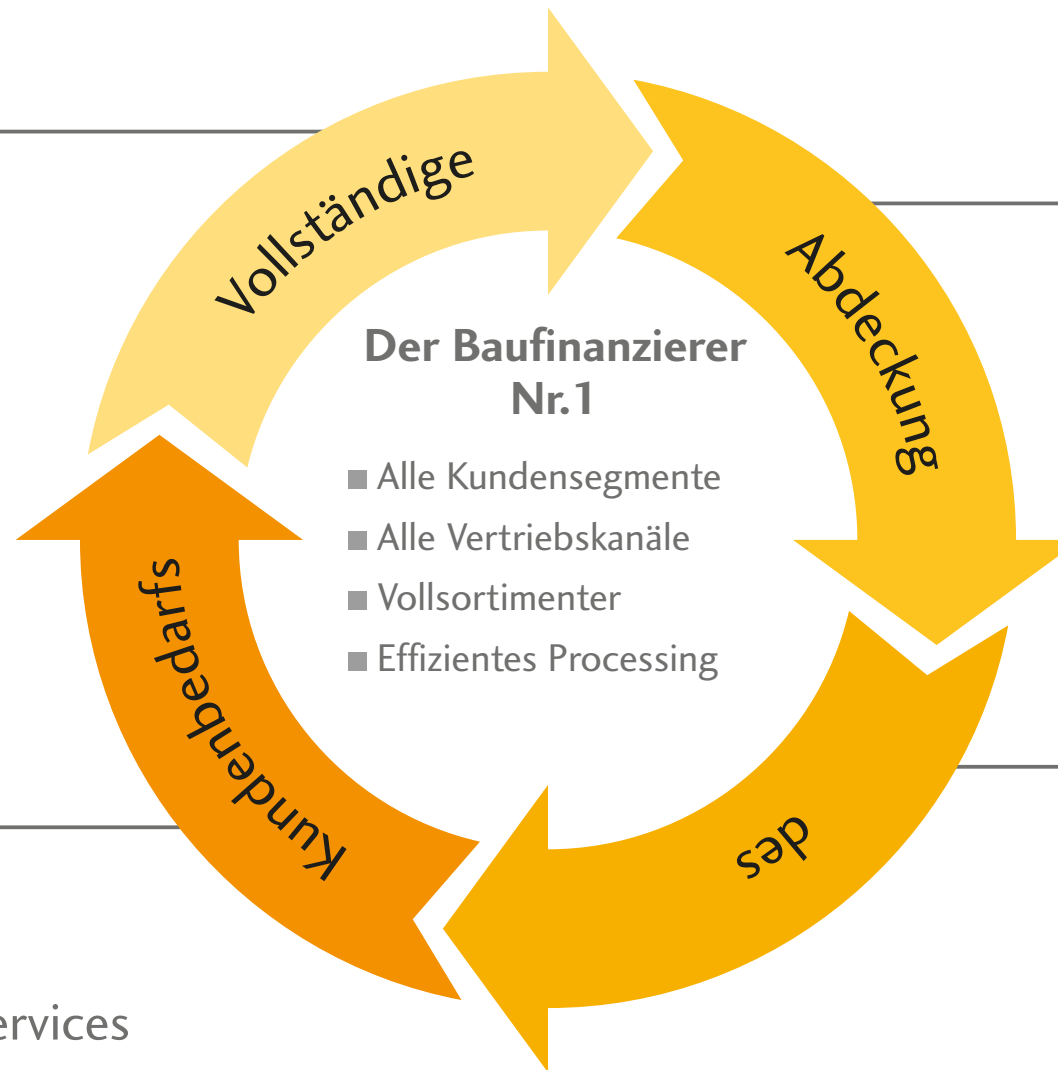 Vollständige
Abdeckung
des
Kundenbedarfs
Der Baufinanzierer
Nr. 1
Alle Kundensegmente
Alle Vertriebskanäle
Vollsortimenter
Effizientes Processing
ervices